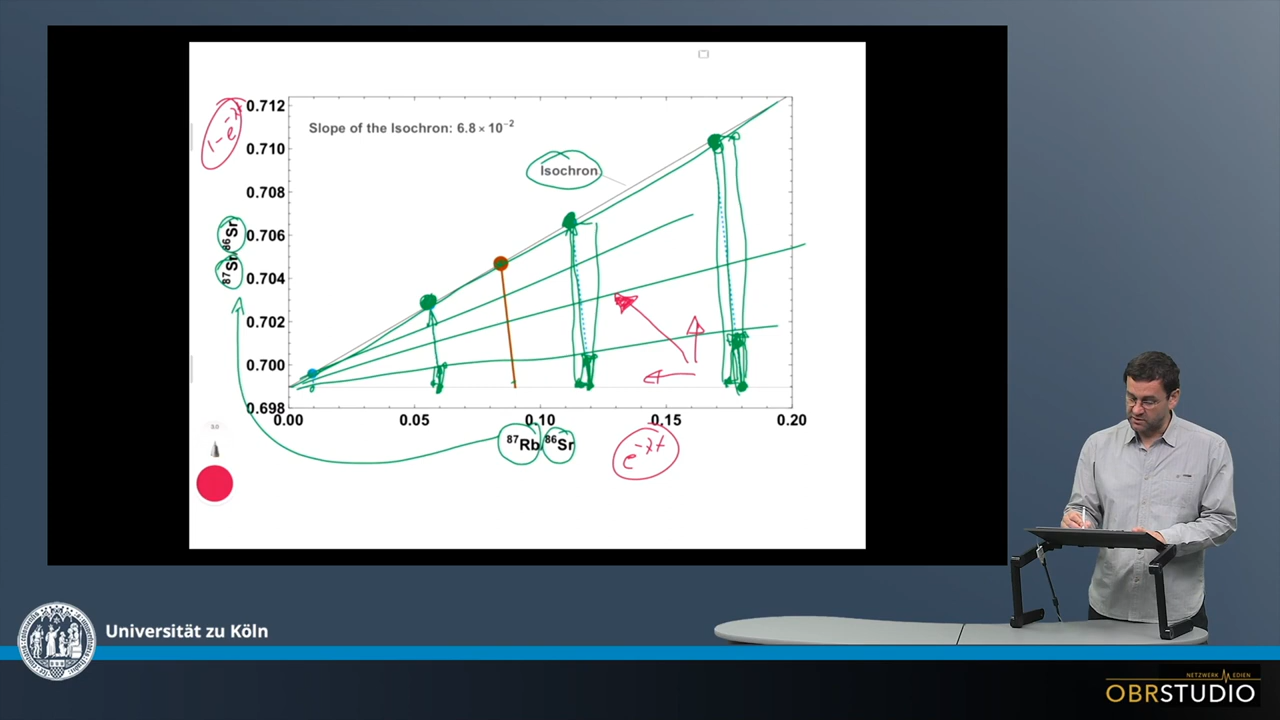 1-e^-λt
0.712
0.710
0.708
0.706
0.704
0.702
0.700
0.698
Slope of the Isochron: 6.8 × 10⁻²
Isochron
⁸⁷Sr/⁸⁶Sr
0.00
0.05
0.10
0.15
0.20
⁸⁷Rb/⁸⁶Sr
e^-λt
5.0
Universität zu Köln
NETZWERK MEDIEN
OBRSTUDIO